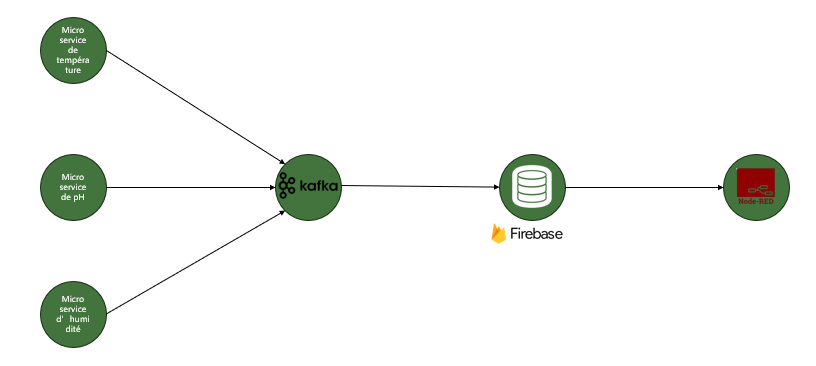 Micro
service
de
tempéra
ture
Micro
service
de pH
kafka
Firebase
Node-RED
Micro
service
d' humi
dité